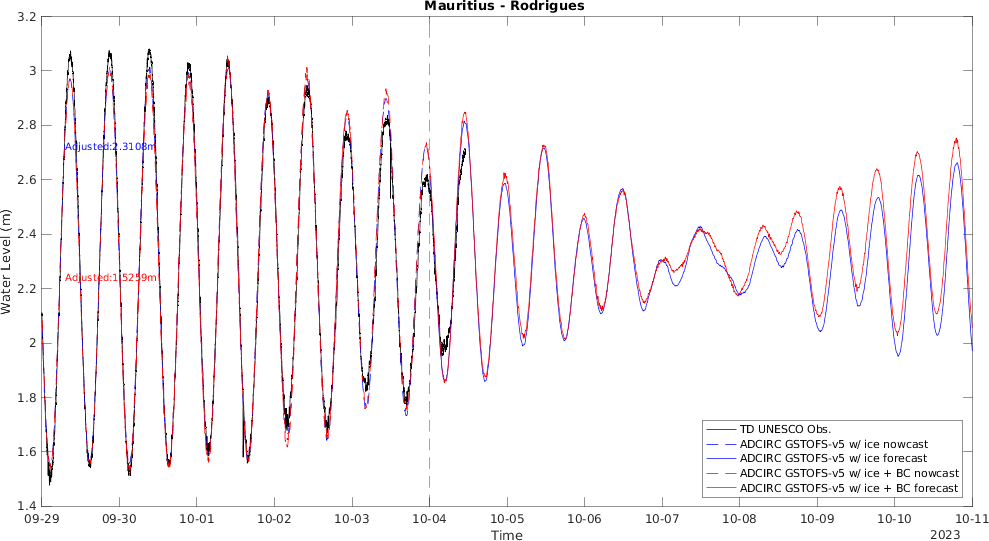 Mauritius - Rodrigues
3.2
3
2.8
2.6
2.4
2.2
2
1.8
1.6
1.4
Water Level (m)
Adjusted:2.3108m
Adjusted:1.5259m
TD UNESCO Obs.
ADCIRC GSTOFS-v5 w/ ice nowcast
ADCIRC GSTOFS-v5 w/ ice forecast
ADCIRC GSTOFS-v5 w/ ice + BC nowcast
ADCIRC GSTOFS-v5 w/ ice + BC forecast
09-29 09-30 10-01 10-02 10-03 10-04 10-05 10-06 10-07 10-08 10-09 10-10 10-11
Time
2023